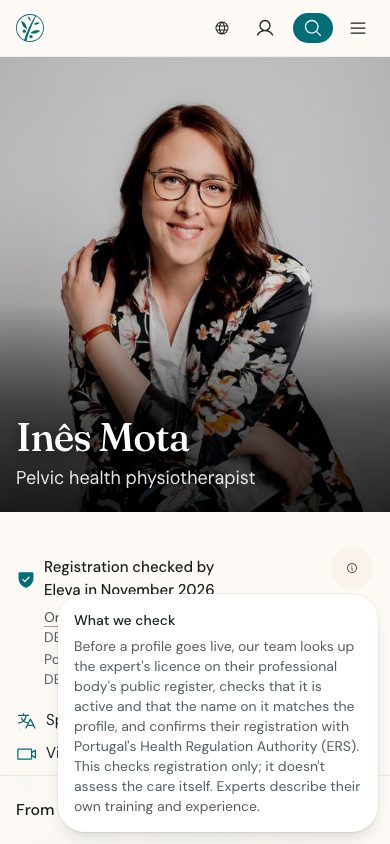 Inês Mota
Pelvic health physiotherapist
Registration checked by
Eleva in November 2026
What we check
Before a profile goes live, our team looks up
the expert's licence on their professional
body's public register, checks that it is
active and that the name on it matches the
profile, and confirms their registration with
Portugal's Health Regulation Authority (ERS).
This checks registration only; it doesn't
assess the care itself. Experts describe their
own training and experience.
From